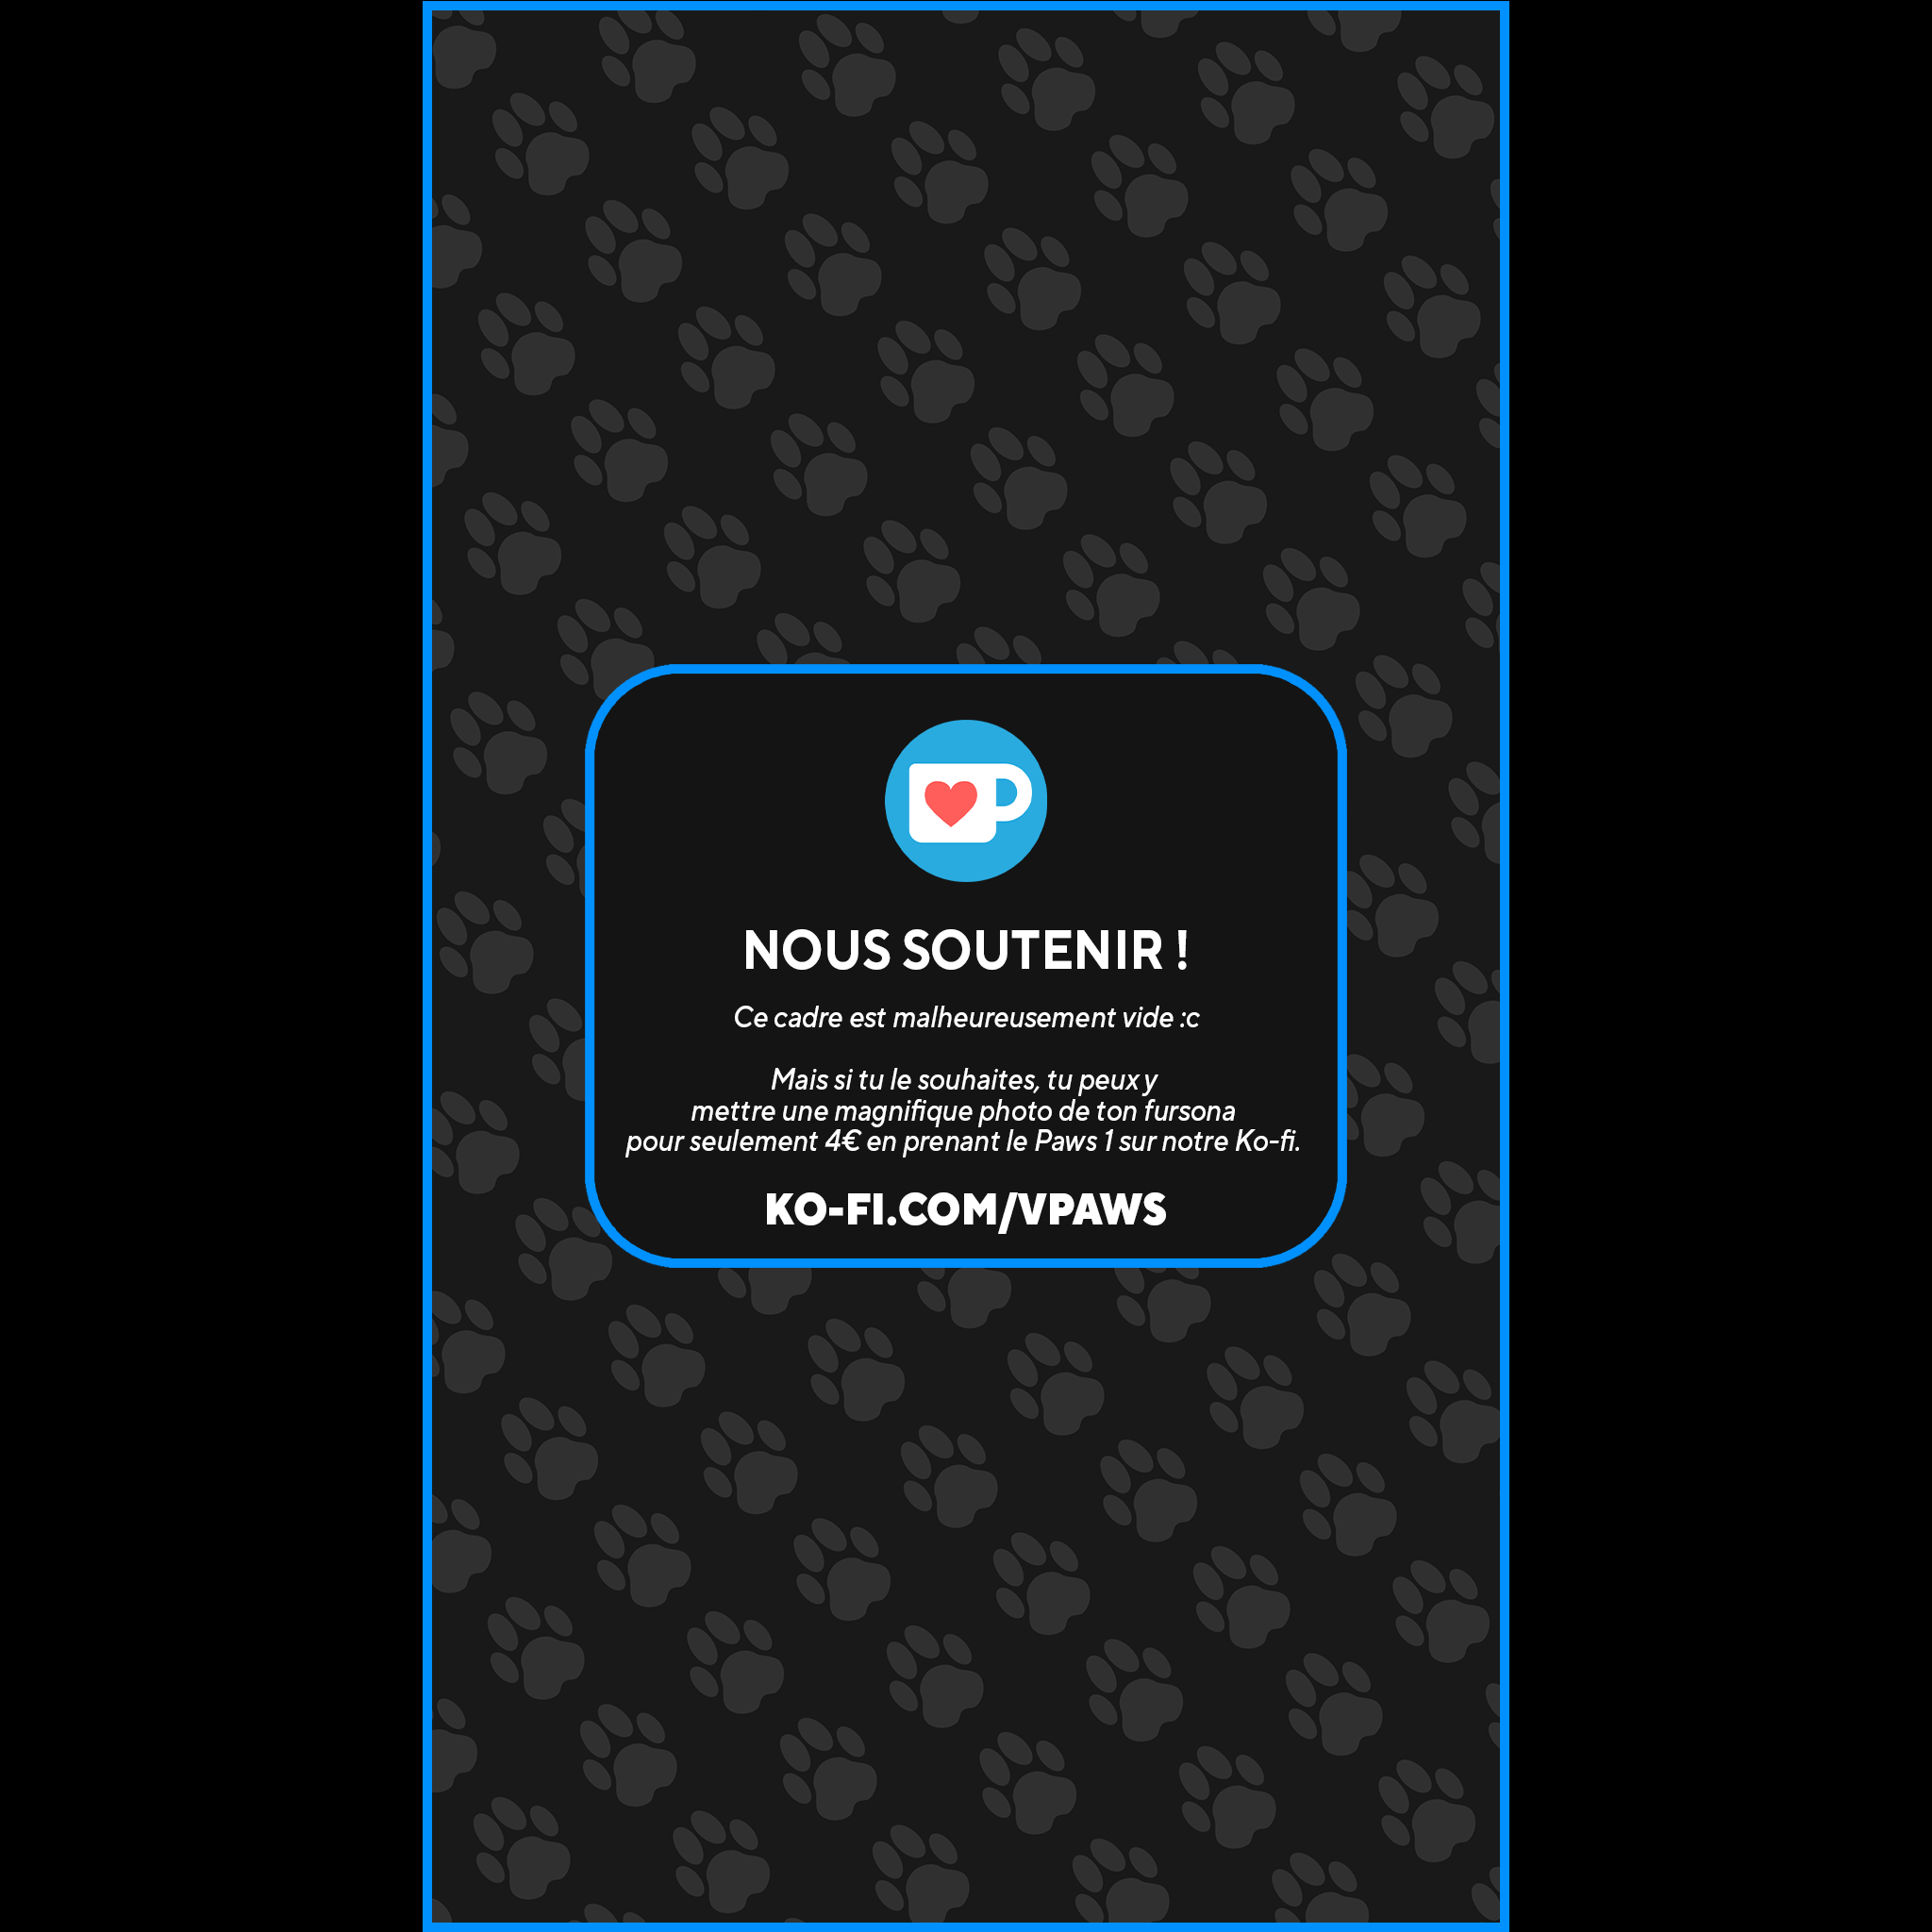 NOUS SOUTENIR !
Ce cadre est malheureusement vide :c
Mais si tu le souhaites, tu peux y
mettre une magnifique photo de ton fursona
pour seulement 4€ en prenant le Paws 1 sur notre Ko-fi.
KO-FI.COM/VPAWS